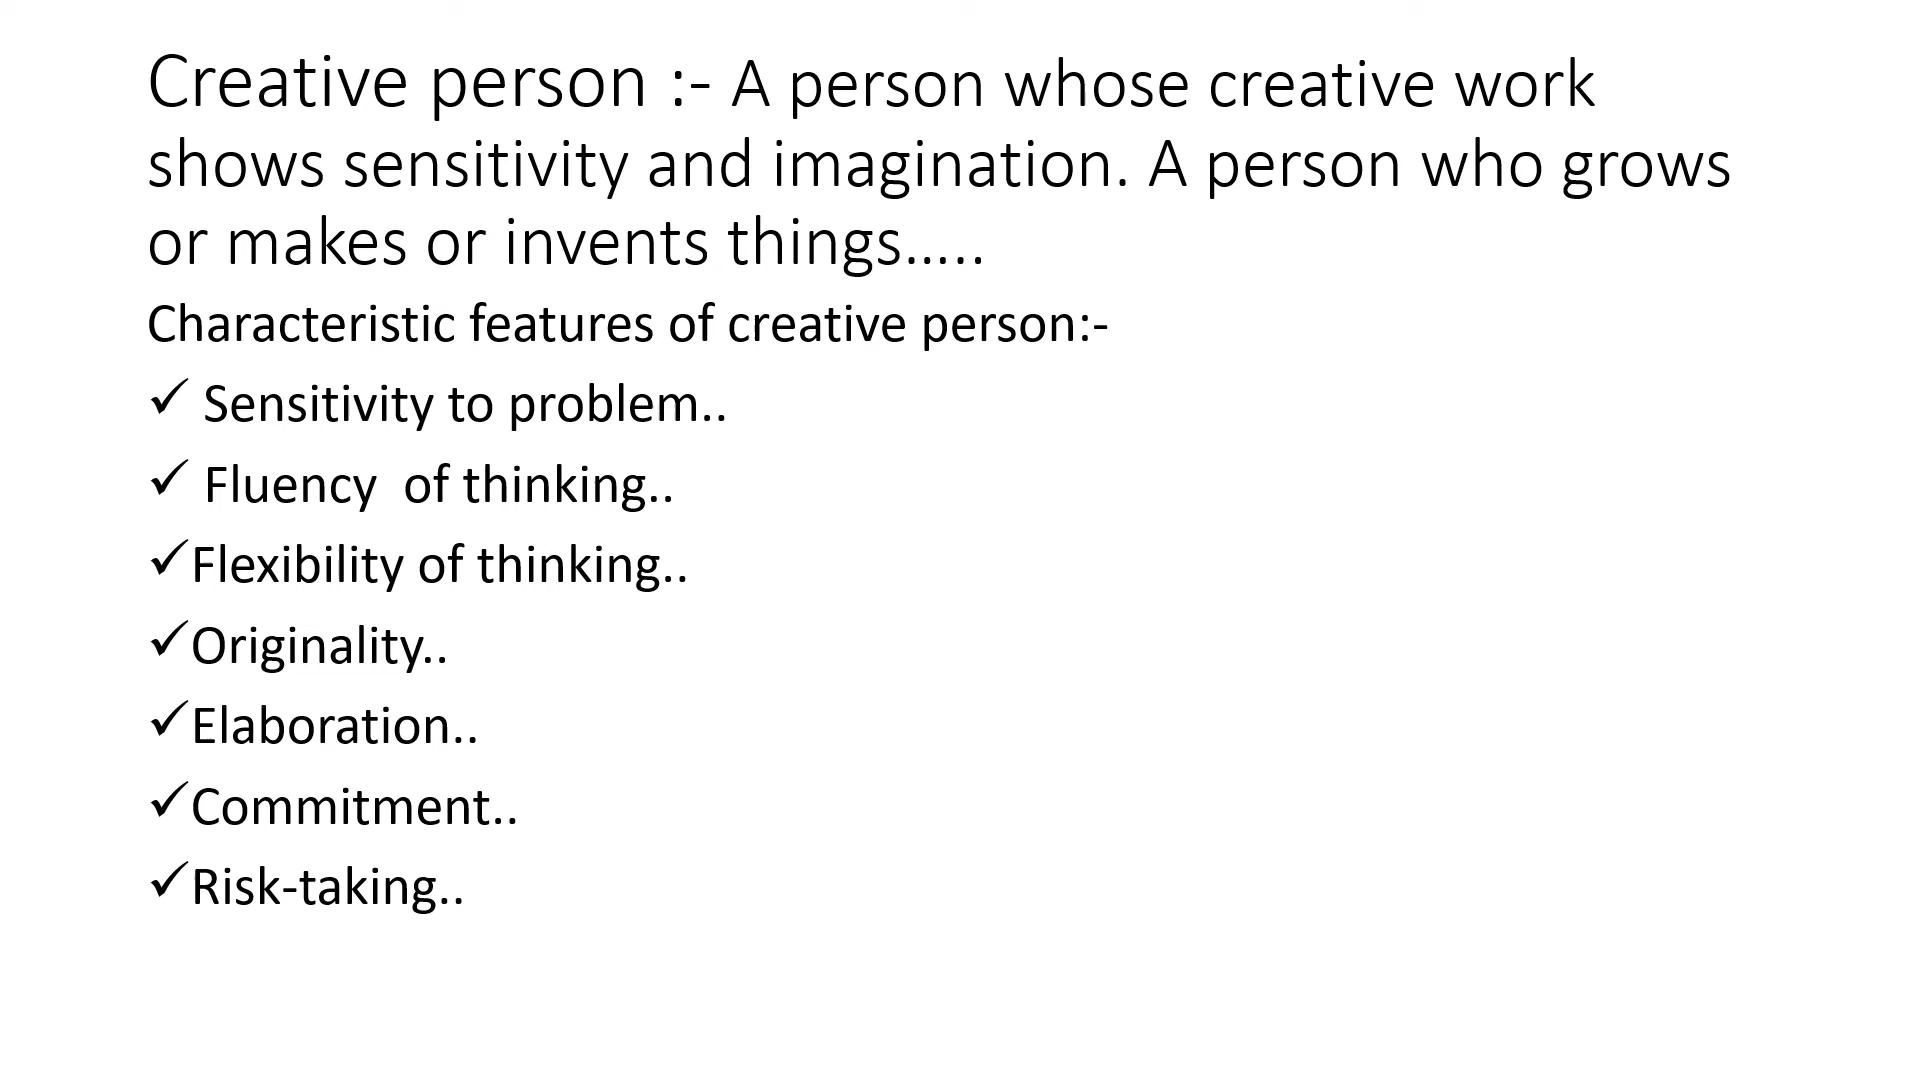 Creative person :- A person whose creative work
shows sensitivity and imagination. A person who grows
or makes or invents things…..
Characteristic features of creative person:-
✓ Sensitivity to problem..
✓ Fluency  of thinking..
✓Flexibility of thinking..
✓Originality..
✓Elaboration..
✓Commitment..
✓Risk-taking..